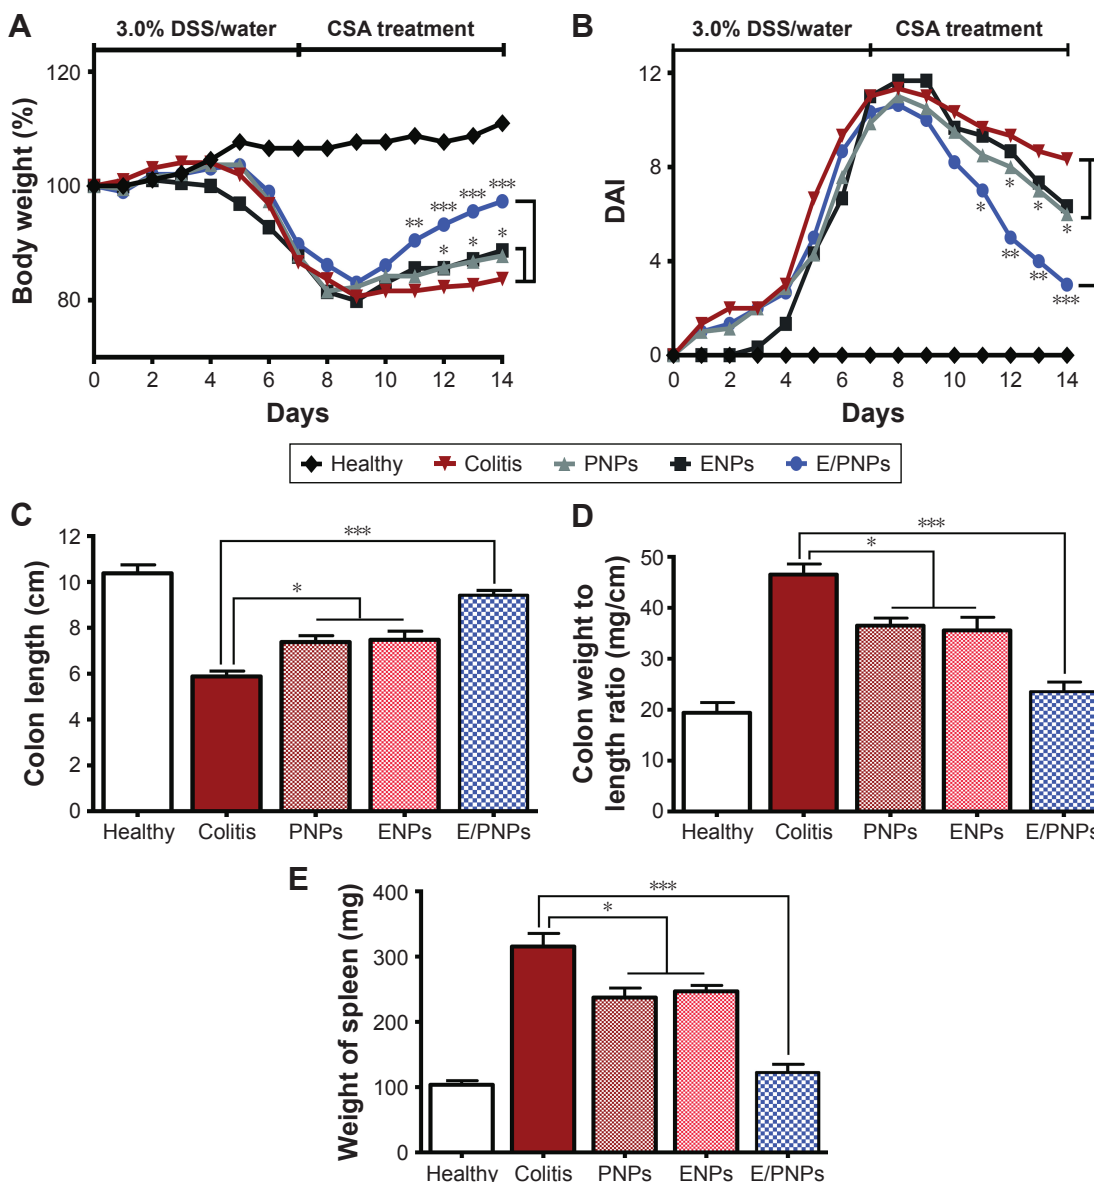 A
3.0% DSS/water
CSA treatment
Body weight (%)
120
100
80
**
***
***
***
*
*
*
0
2
4
6
8
10
12
14
Days
B
3.0% DSS/water
CSA treatment
DAI
12
8
4
0
*
*
*
*
**
**
***
0
2
4
6
8
10
12
14
Days
Healthy Colitis PNPs ENPs E/PNPs
C
Colon length (cm)
12
10
8
6
4
2
0
***
*
Healthy Colitis PNPs ENPs E/PNPs
D
Colon weight to
length ratio (mg/cm)
50
40
30
20
10
0
***
*
Healthy Colitis PNPs ENPs E/PNPs
E
Weight of spleen (mg)
400
300
200
100
0
***
*
Healthy Colitis PNPs ENPs E/PNPs